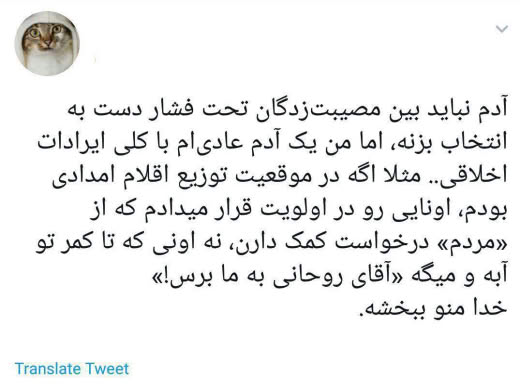 آدم نباید بین مصیبت‌زدگان تحت فشار دست به
انتخاب بزنه، اما من یک آدم عادی‌ام با کلی ایرادات
اخلاقی.. مثلا اگه در موقعیت توزیع اقلام امدادی
بودم، اونایی رو در اولویت قرار میدادم که از
«مردم» درخواست کمک دارن، نه اونی که تا کمر تو
آبه و میگه «آقای روحانی به ما برس!»
خدا منو ببخشه.
Translate Tweet